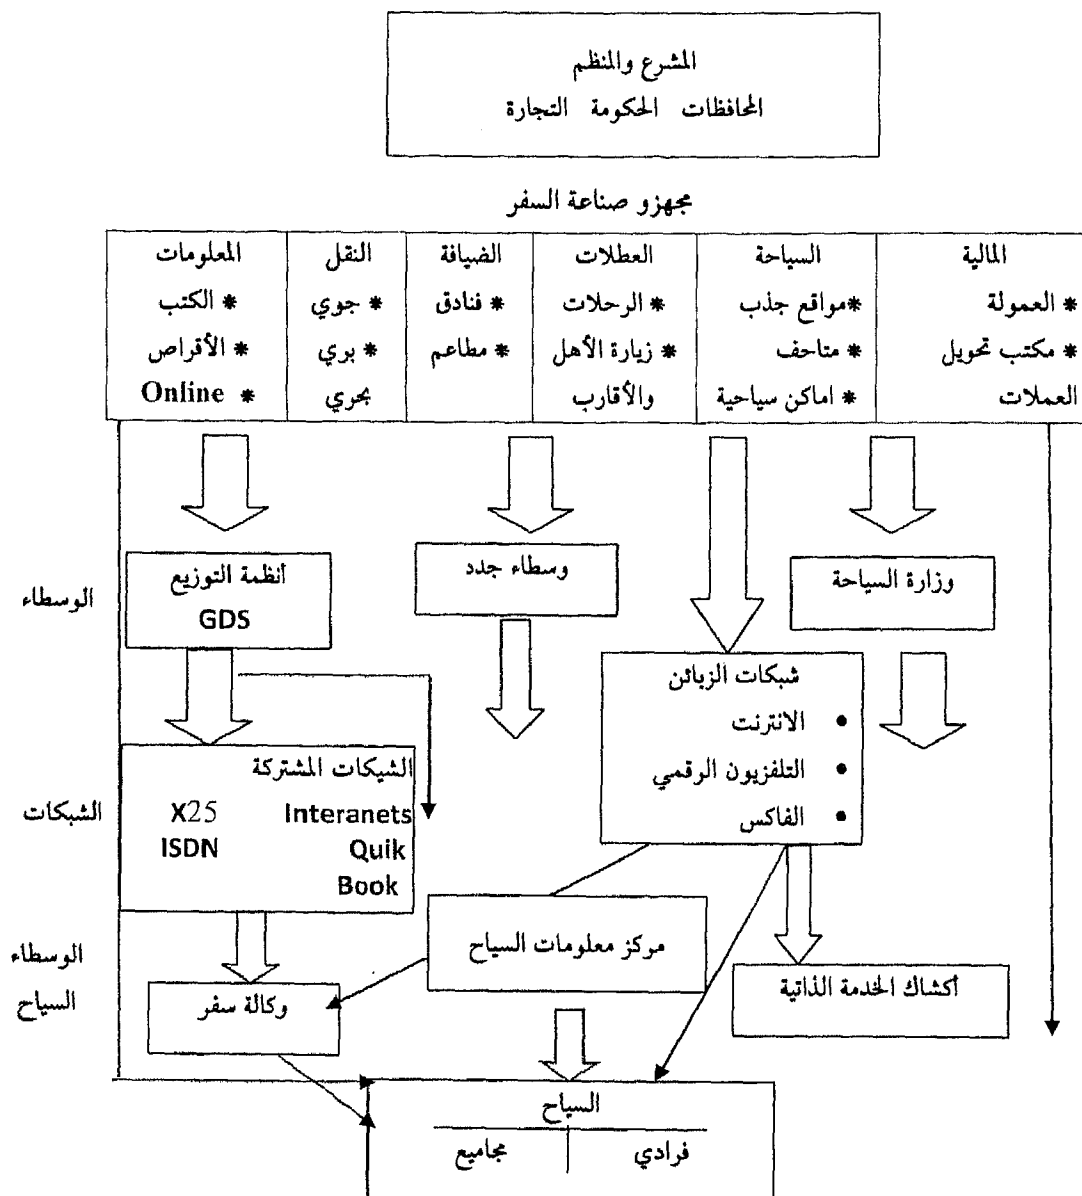 المشرع والمنظم
المحافظات الحكومة التجارة
مجهزو صناعة السفر
المالية
* العمولة
* مكتب تحويل
العملات
السياحة
*مواقع جذب
* متاحف
* اماكن سياحية
العطلات
* الرحلات
* زيارة الأهل
والأقارب
الضيافة
* فنادق
* مطاعم
النقل
* جوي
* بري
بحري
المعلومات
* الكتب
* الأقراص
* Online
وزارة السياحة
وسطاء جدد
أنظمة التوزيع
GDS
الوسطاء
شبكات الزبائن
• الانترنت
• التلفزيون الرقمي
• الفاكس
الشيكات المشتركة
X25 Interanets
ISDN Quik
Book
الشبكات
مركز معلومات السياح
أكشاك الخدمة الذاتية
وكالة سفر
الوسطاء
السياح
السياح
فرادي مجاميع